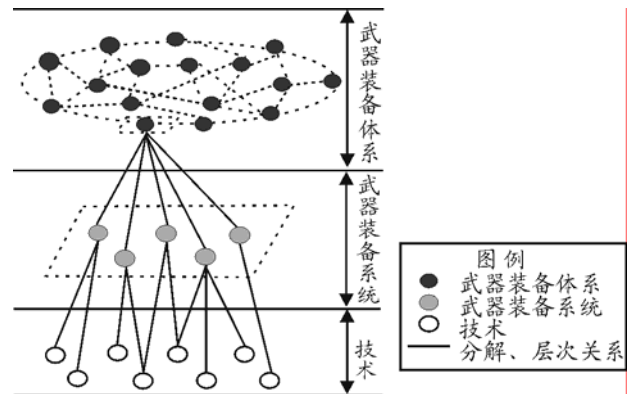 武器装备体系
武器装备系统
技术
图例
武器装备体系
武器装备系统
技术
分解、层次关系